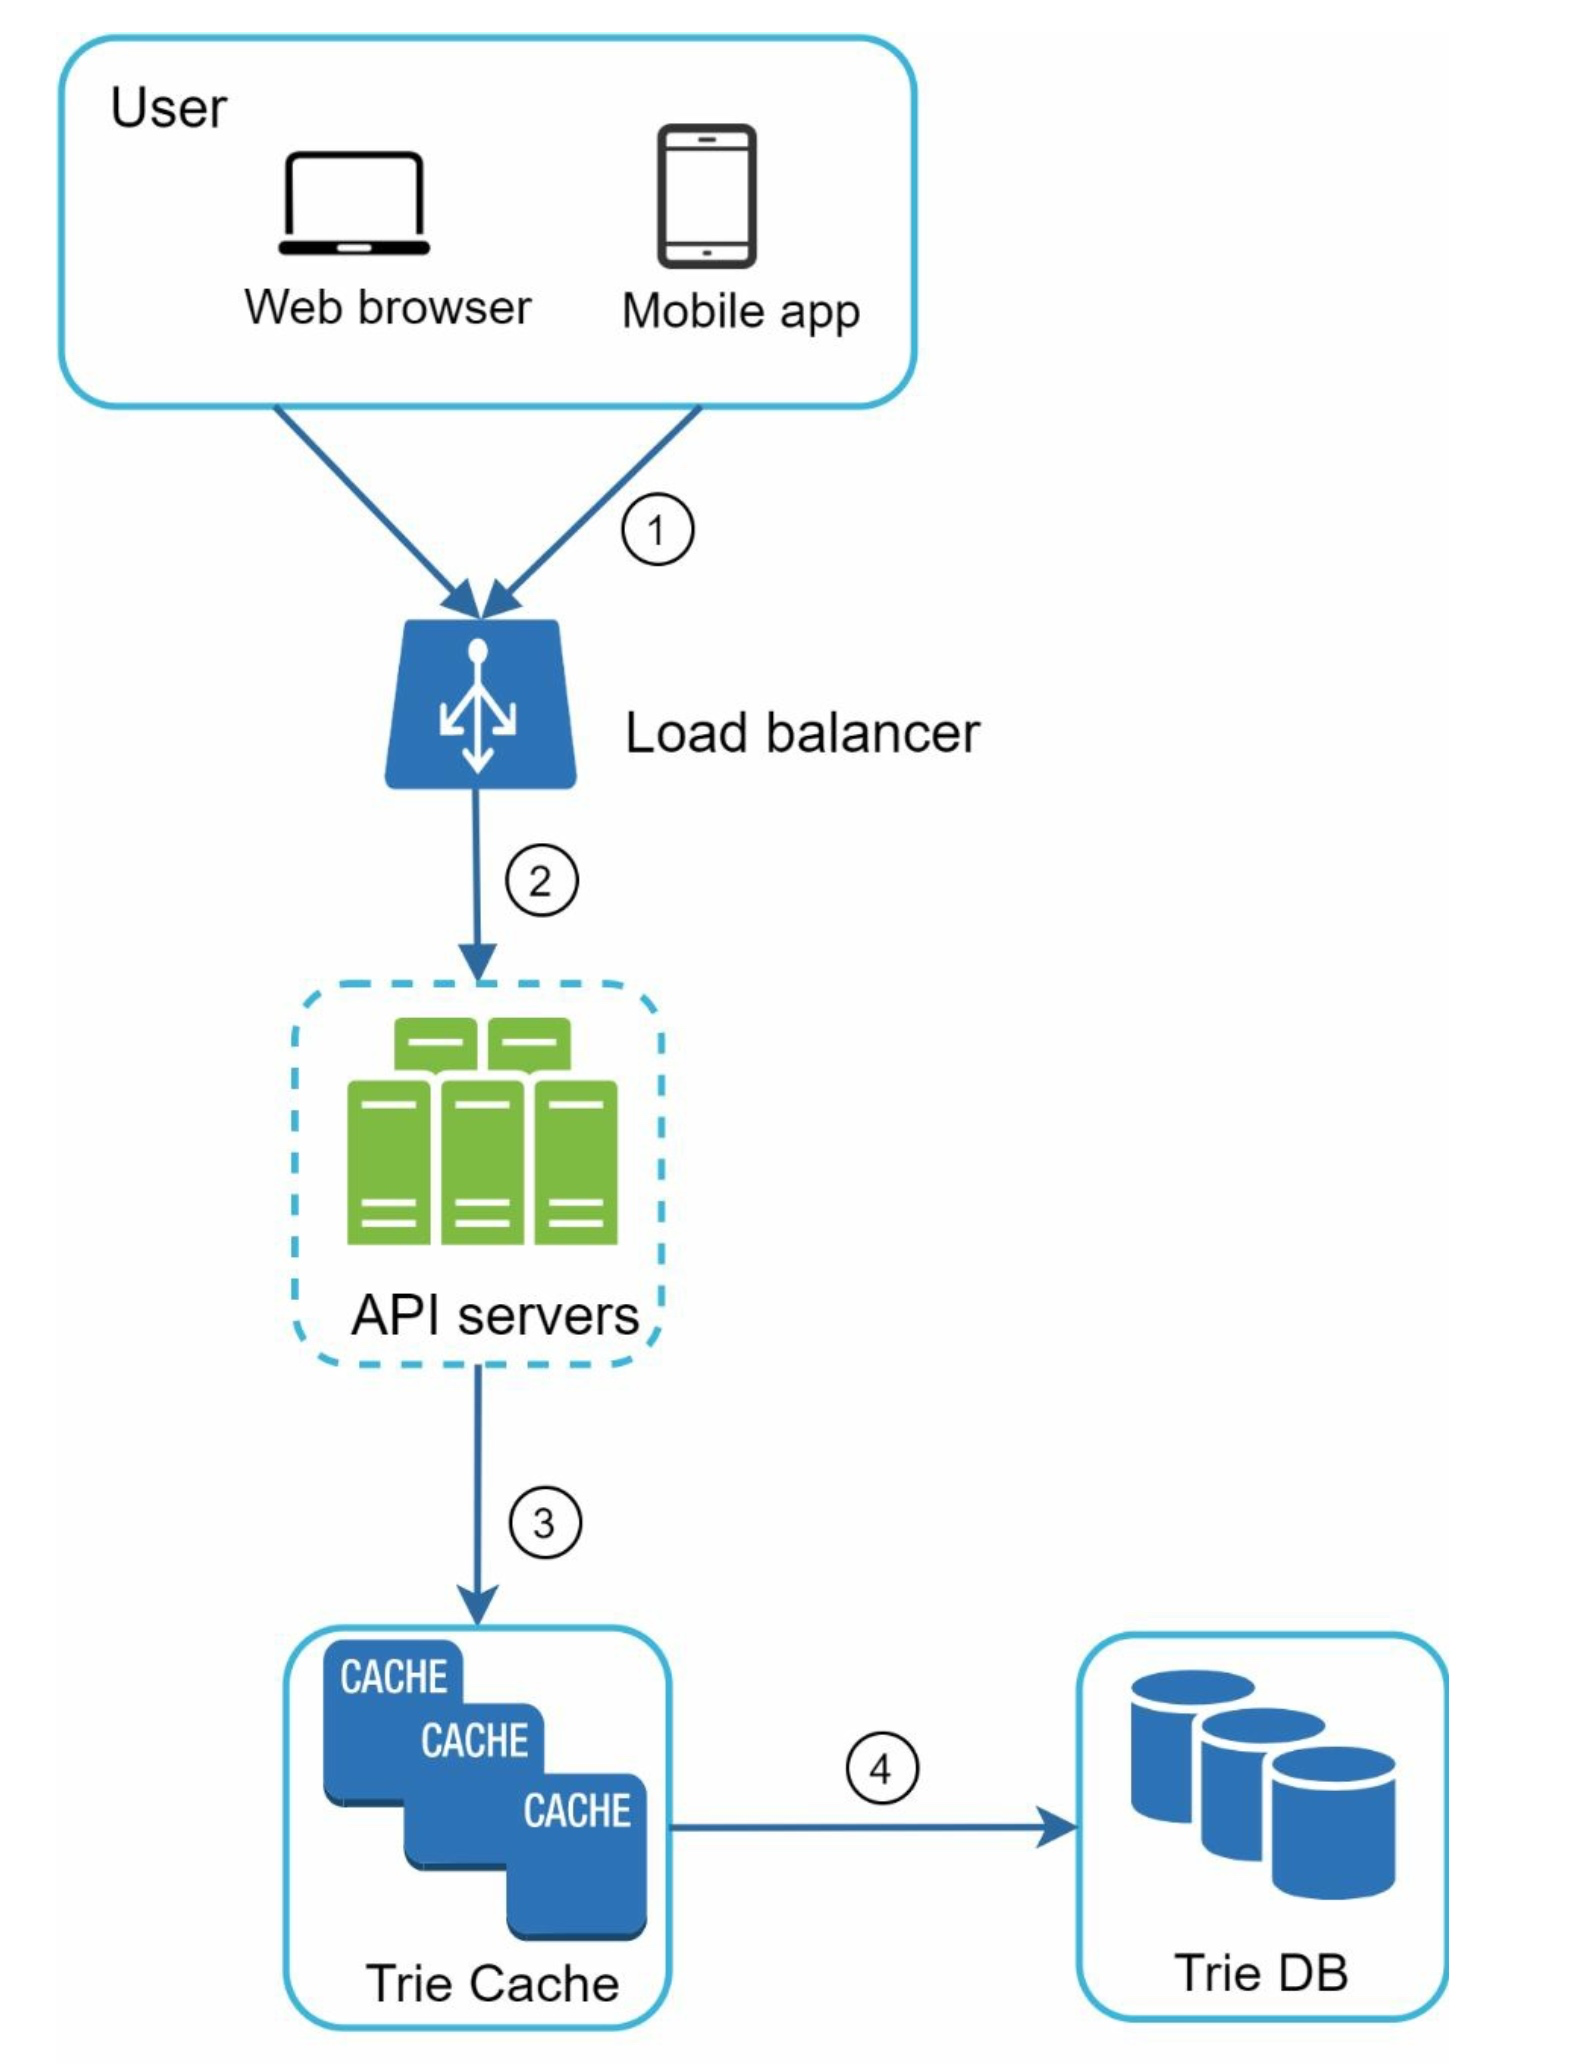 User
Web browser
Mobile app
1
Load balancer
2
API servers
3
CACHE
CACHE
CACHE
Trie Cache
4
Trie DB